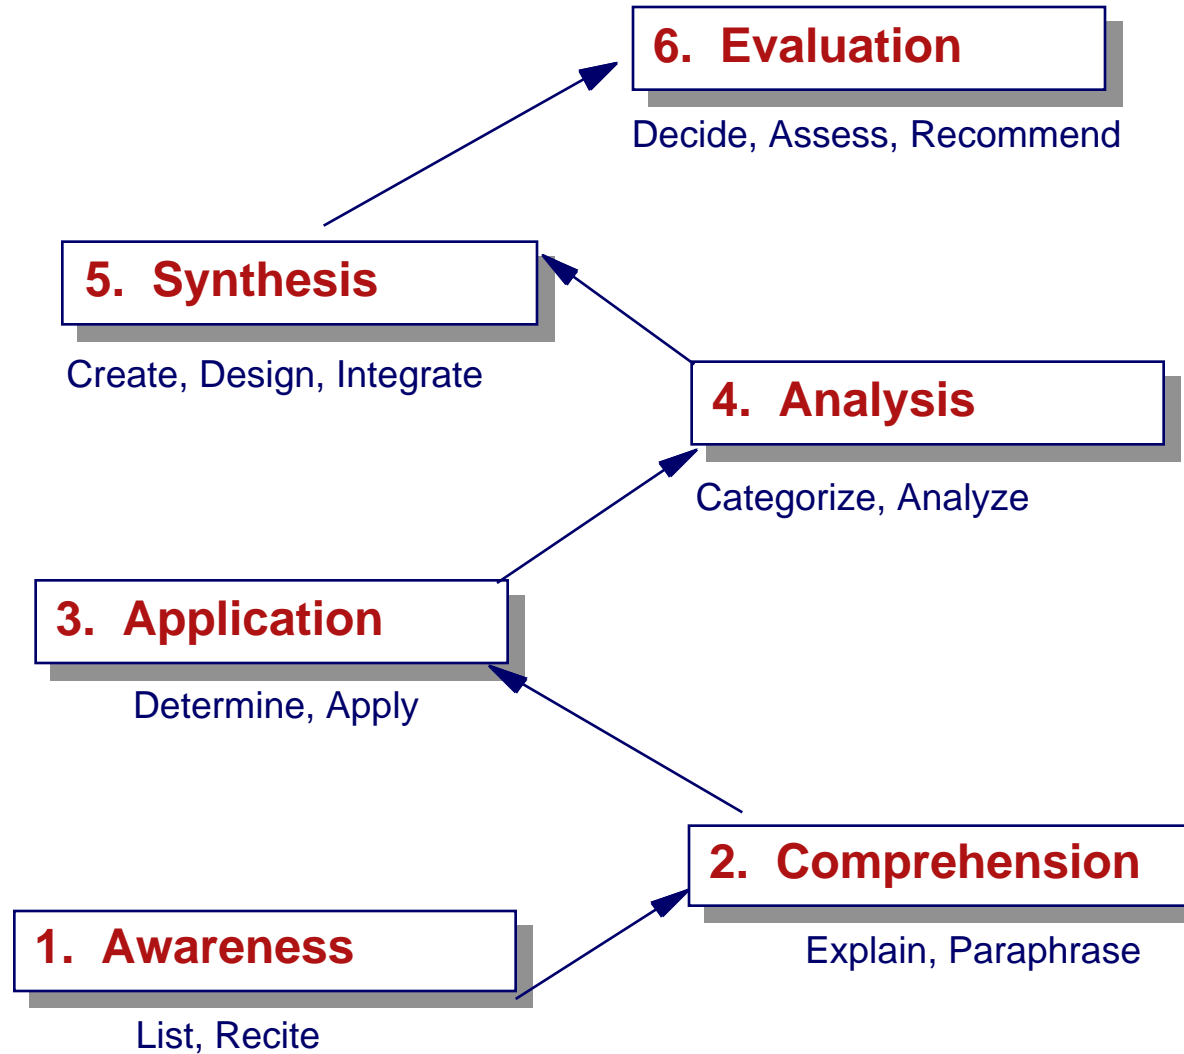 6. Evaluation
Decide, Assess, Recommend
5. Synthesis
Create, Design, Integrate
4. Analysis
Categorize, Analyze
3. Application
Determine, Apply
2. Comprehension
Explain, Paraphrase
1. Awareness
List, Recite